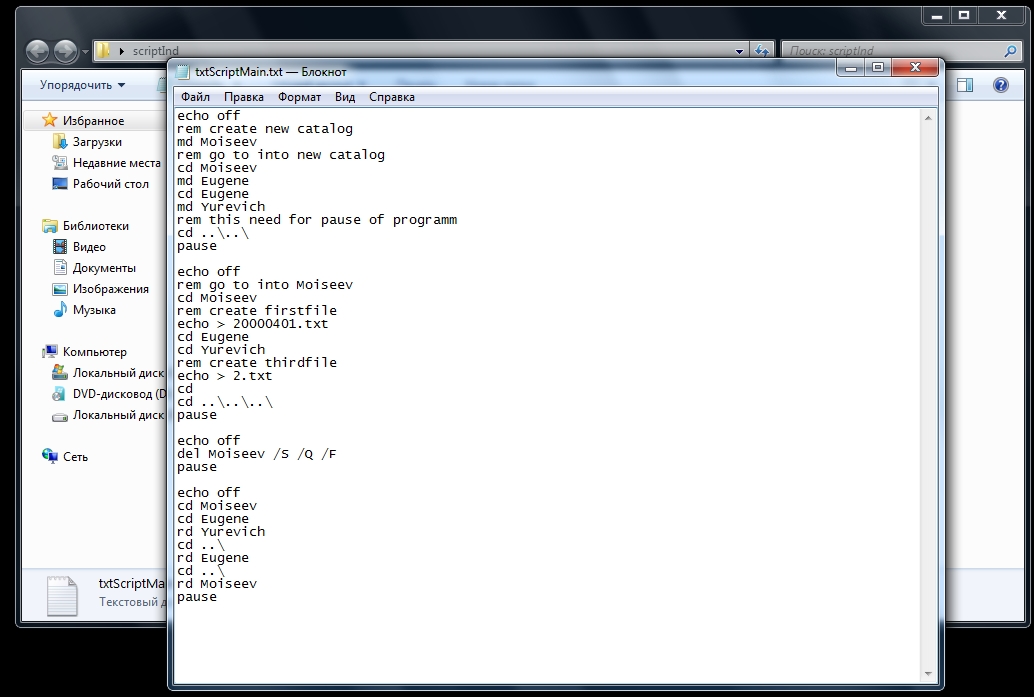 scriptInd
Поиск: scriptInd
txtScriptMain.txt — Блокнот
Упорядочить
Файл Правка Формат Вид Справка
Избранное
Загрузки
Недавние места
Рабочий стол
Библиотеки
Видео
Документы
Изображения
Музыка
Компьютер
Локальный диск
DVD-дисковод (D
Локальный диск
Сеть
txtScriptMa
Текстовый д
echo off
rem create new catalog
md Moiseev
rem go to into new catalog
cd Moiseev
md Eugene
cd Eugene
md Yurevich
rem this need for pause of programm
cd ..\..\
pause
echo off
rem go to into Moiseev
cd Moiseev
rem create firstfile
echo > 20000401.txt
cd Eugene
cd Yurevich
rem create thirdfile
echo > 2.txt
cd
cd ..\..\..\
pause
echo off
del Moiseev /S /Q /F
pause
echo off
cd Moiseev
cd Eugene
rd Yurevich
cd ..\
rd Eugene
cd ..\
rd Moiseev
pause